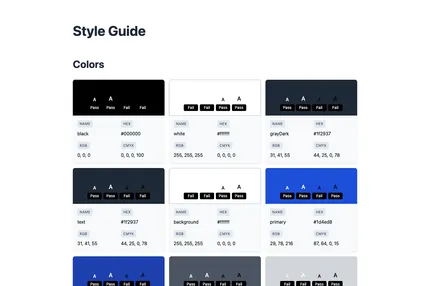 Style Guide
Colors
A A
Pass Pass Fail Fail
NAME HEX
black #000000
RGB CMYK
0, 0, 0 0, 0, 0, 100
A A
Fail Fail Pass Pass
NAME HEX
white #ffffff
RGB CMYK
255, 255, 255 0, 0, 0, 0
A A A A
Pass Pass Fail Pass
NAME HEX
grayDark #1f2937
RGB CMYK
31, 41, 55 44, 25, 0, 78
A A A A
Pass Pass Fail Fail
NAME HEX
text #1f2937
RGB CMYK
31, 41, 55 44, 25, 0, 78
A A
Fail Fail Pass Pass
NAME HEX
background #ffffff
RGB CMYK
255, 255, 255 0, 0, 0, 0
A A A A
Pass Pass Fail Fail
NAME HEX
primary #1d4ed8
RGB CMYK
29, 78, 216 87, 64, 0, 15
A A A A
Pass Pass Fail Fail
A A A A
Pass Pass Fail Fail
A A A A
Fail Fail Pass Pass